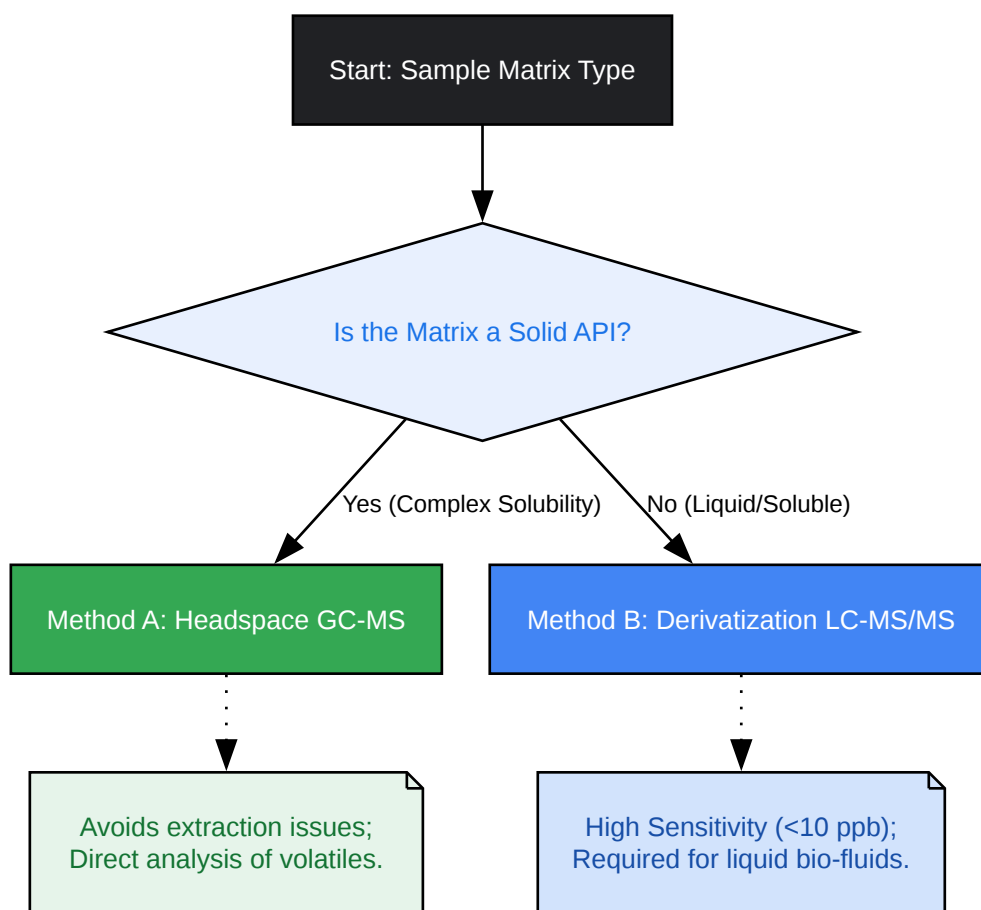 Start: Sample Matrix Type
Is the Matrix a Solid API?
Yes (Complex Solubility)
No (Liquid/Soluble)
Method A: Headspace GC-MS
Method B: Derivatization LC-MS/MS
Avoids extraction issues;
Direct analysis of volatiles.
High Sensitivity (<10 ppb);
Required for liquid bio-fluids.